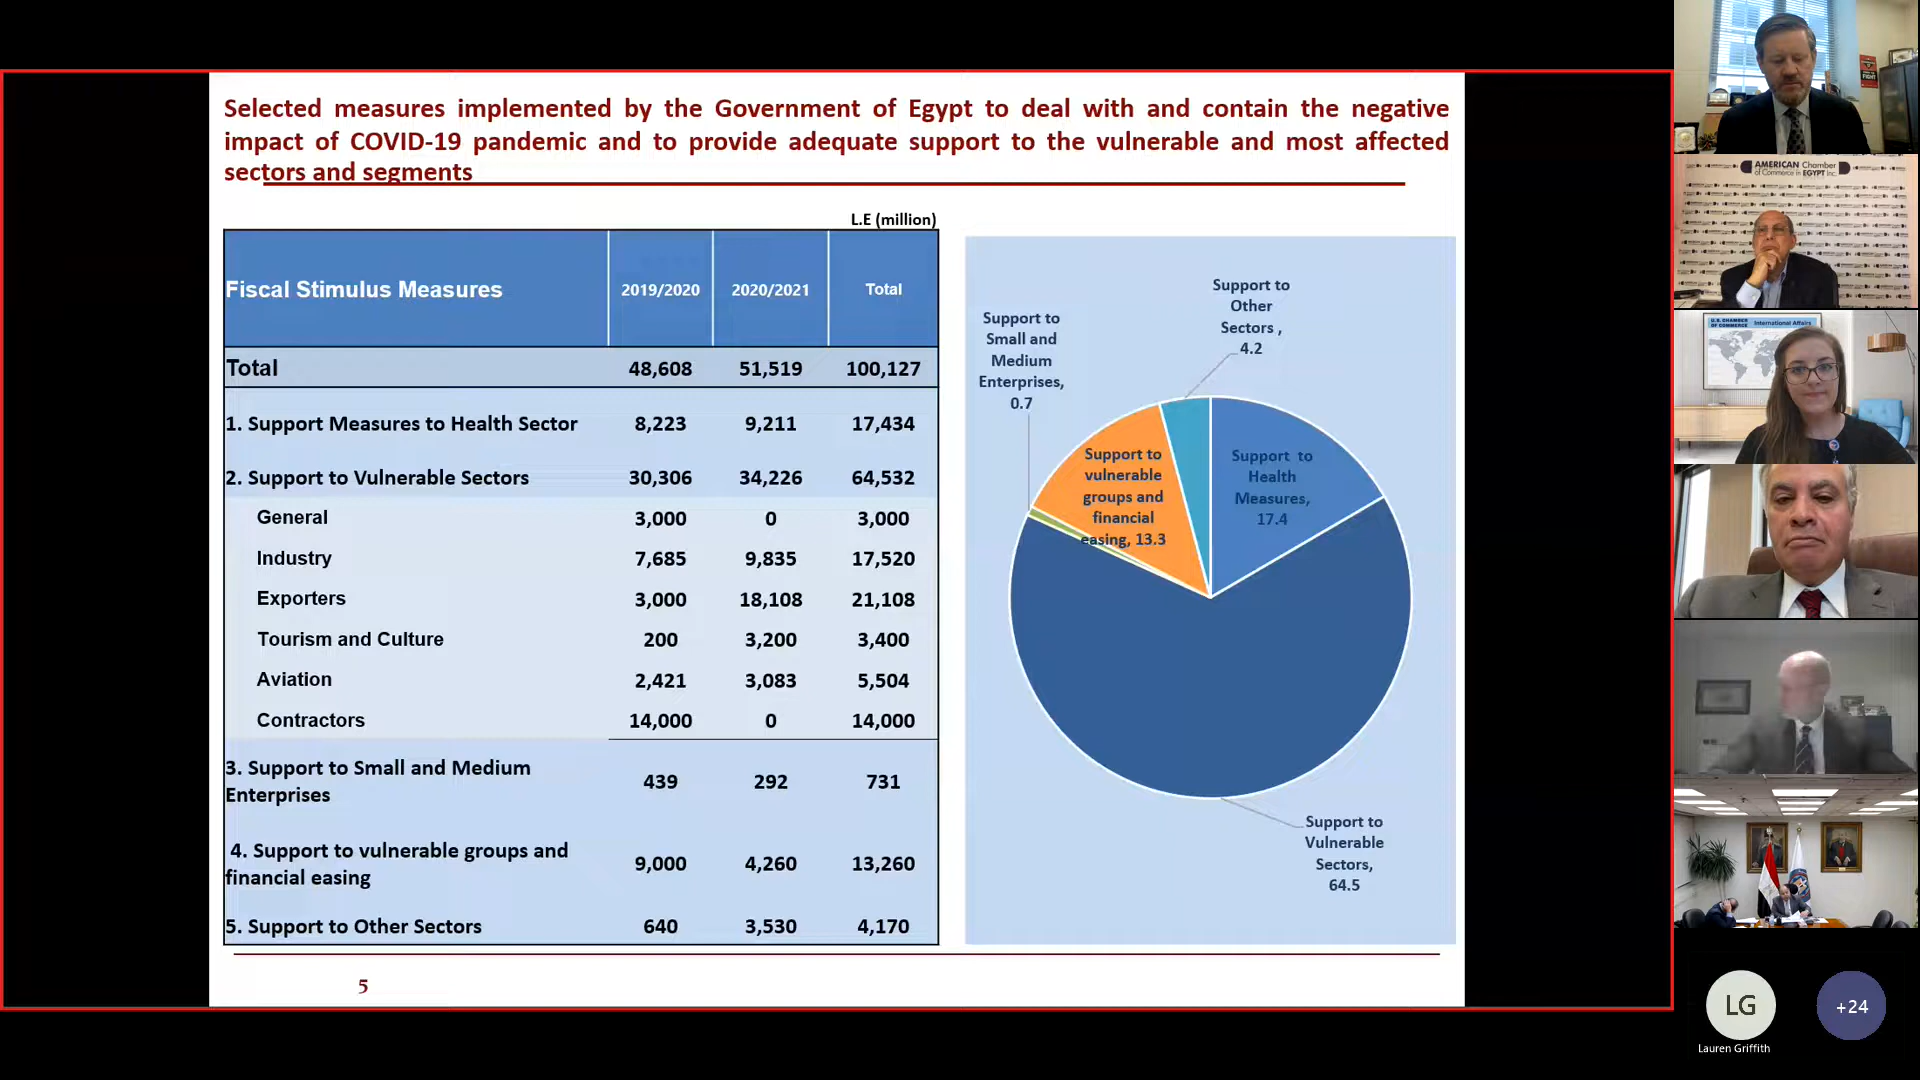 Selected measures implemented by the Government of Egypt to deal with and contain the negative
impact of COVID-19 pandemic and to provide adequate support to the vulnerable and most affected
sectors and segments
L.E (million)
Fiscal Stimulus Measures 2019/2020 2020/2021 Total
Total 48,608 51,519 100,127
1. Support Measures to Health Sector 8,223 9,211 17,434
2. Support to Vulnerable Sectors 30,306 34,226 64,532
General 3,000 0 3,000
Industry 7,685 9,835 17,520
Exporters 3,000 18,108 21,108
Tourism and Culture 200 3,200 3,400
Aviation 2,421 3,083 5,504
Contractors 14,000 0 14,000
3. Support to Small and Medium
Enterprises 439 292 731
4. Support to vulnerable groups and
financial easing 9,000 4,260 13,260
5. Support to Other Sectors 640 3,530 4,170
Support to
Small and
Medium
Enterprises,
0.7
Support to
Other
Sectors ,
4.2
Support to
vulnerable
groups and
financial
easing, 13.3
Support to
Health
Measures,
17.4
Support to
Vulnerable
Sectors,
64.5
5
FIGHT
AMERICAN Chamber
of Commerce in EGYPT Inc.
U.S. CHAMBER
OF COMMERCE International Affairs
LG
+24
Lauren Griffith